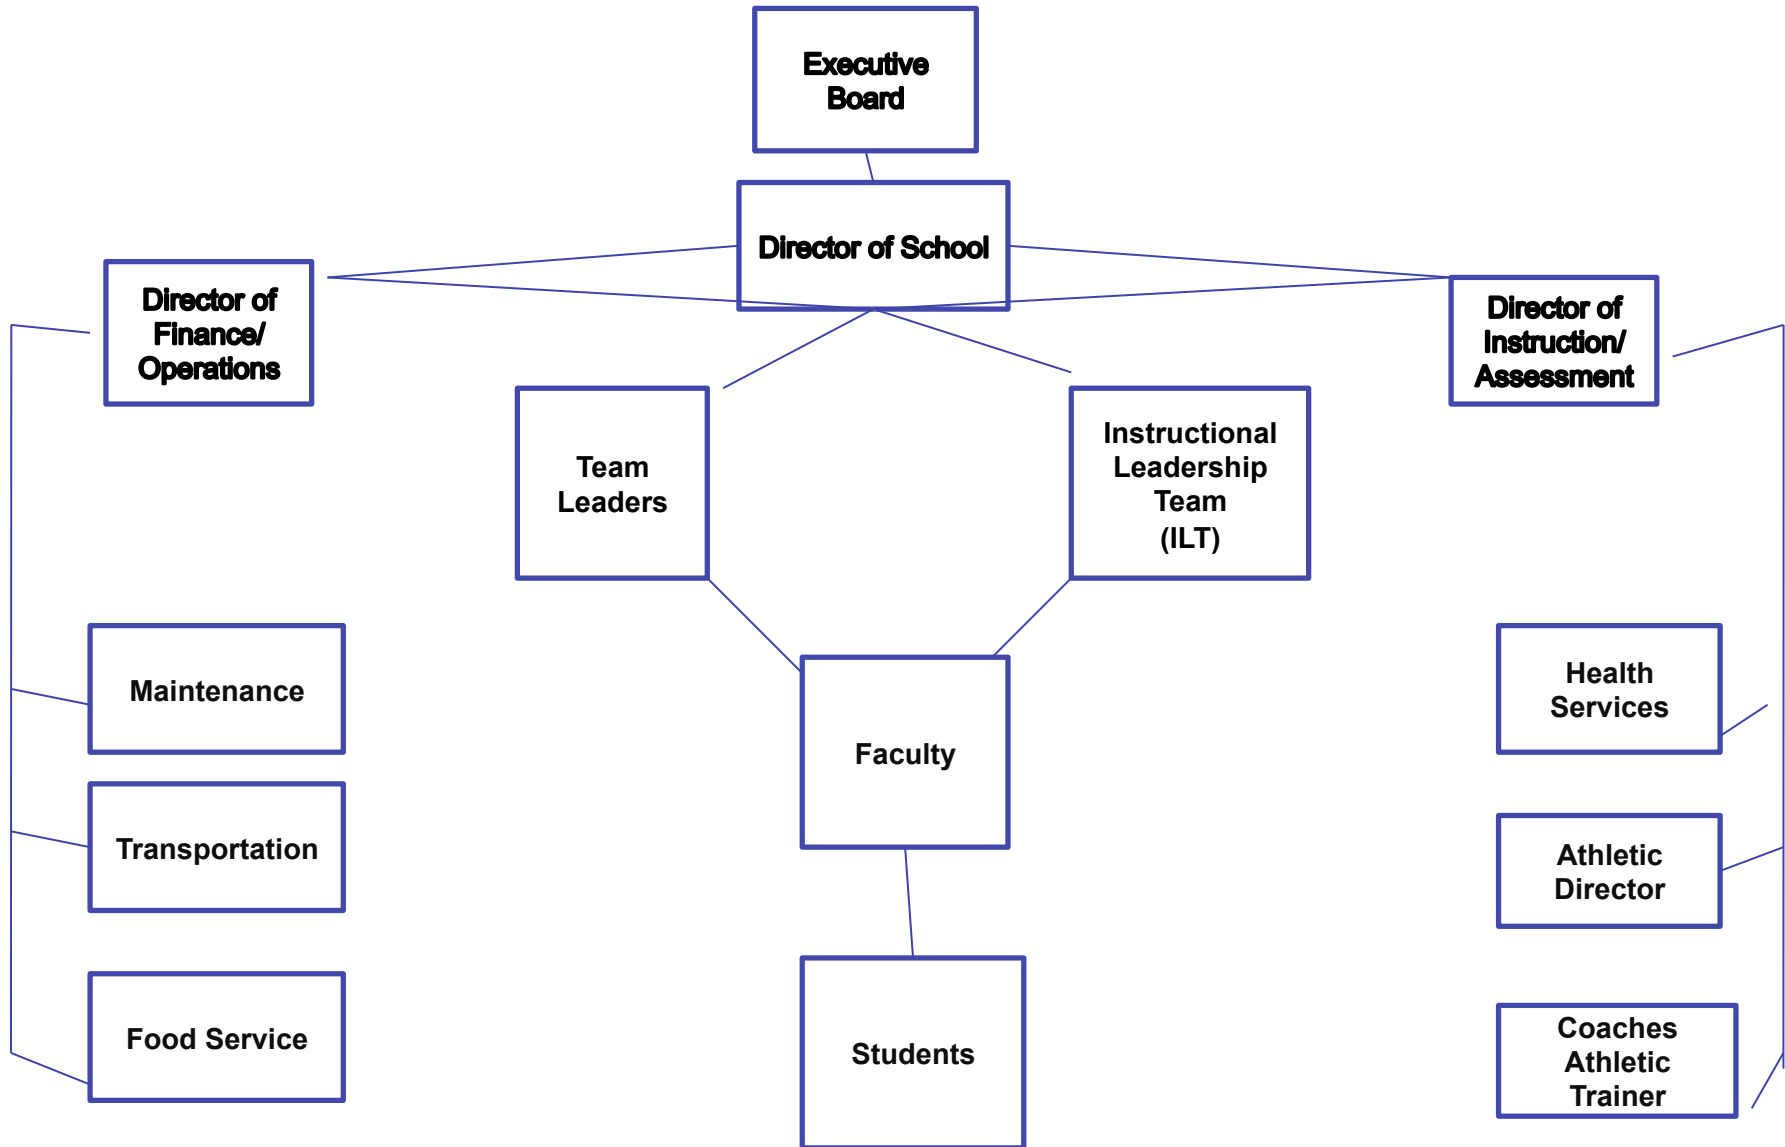 Executive
Board
Director of School
Director of
Finance/
Operations
Director of
Instruction/
Assessment
Team
Leaders
Instructional
Leadership
Team
(ILT)
Maintenance
Faculty
Health
Services
Transportation
Athletic
Director
Food Service
Students
Coaches
Athletic
Trainer